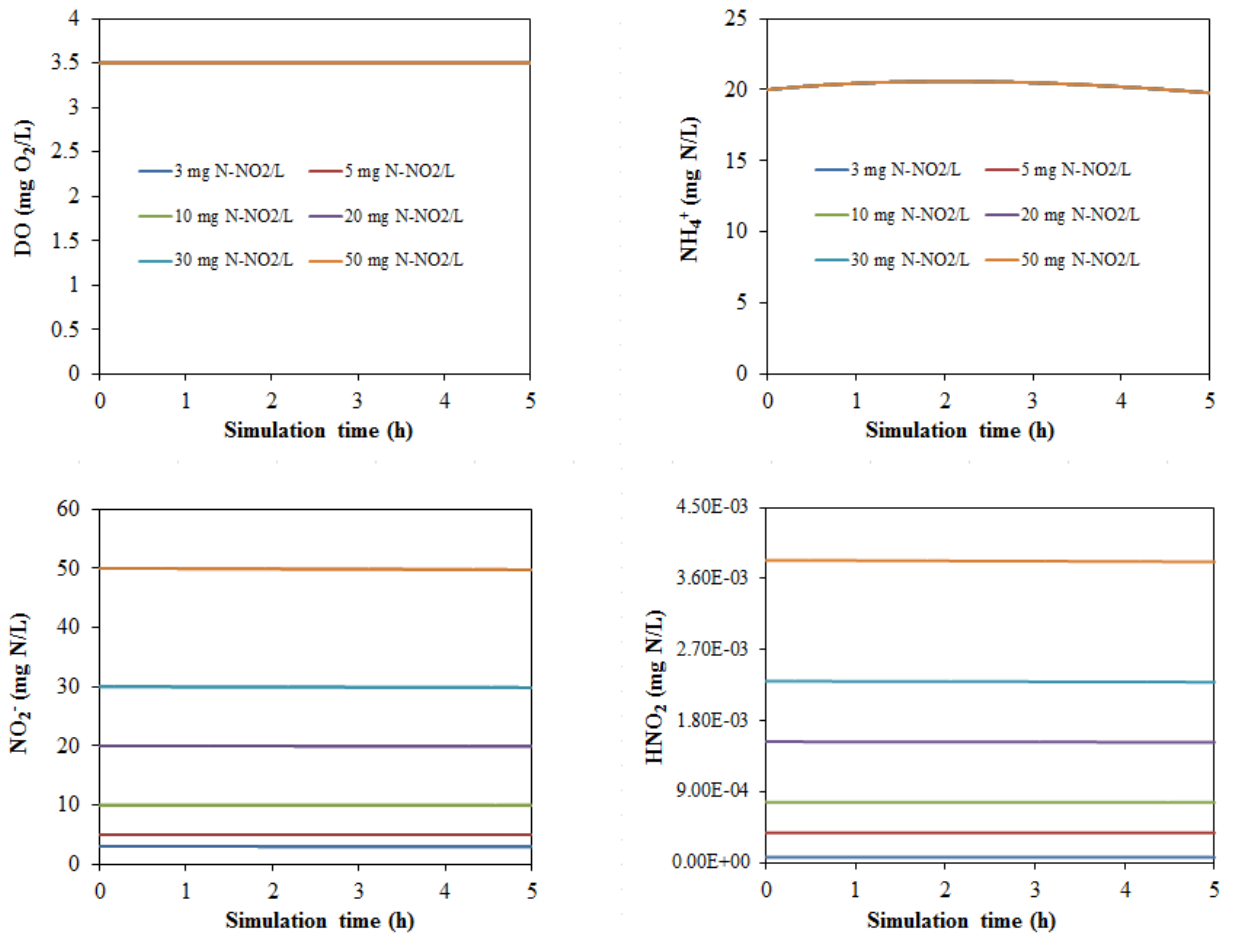 4
3.5
3
2.5
2
1.5
1
0.5
0
DO (mg O₂/L)
3 mg N-NO2/L
5 mg N-NO2/L
10 mg N-NO2/L
20 mg N-NO2/L
30 mg N-NO2/L
50 mg N-NO2/L
0 1 2 3 4 5
Simulation time (h)
25
20
15
10
5
0
NH₄⁺ (mg N/L)
3 mg N-NO2/L
5 mg N-NO2/L
10 mg N-NO2/L
20 mg N-NO2/L
30 mg N-NO2/L
50 mg N-NO2/L
0 1 2 3 4 5
Simulation time (h)
60
50
40
30
20
10
0
NO₂⁻ (mg N/L)
0 1 2 3 4 5
Simulation time (h)
4.50E-03
3.60E-03
2.70E-03
1.80E-03
9.00E-04
0.00E+00
HNO₂ (mg N/L)
0 1 2 3 4 5
Simulation time (h)